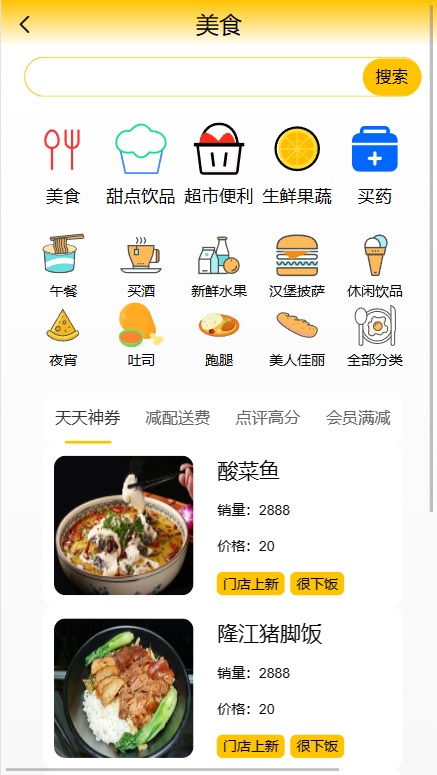 美食
搜索
美食 甜点饮品 超市便利 生鲜果蔬 买药
午餐 买酒 新鲜水果 汉堡披萨 休闲饮品
夜宵 吐司 跑腿 美人佳丽 全部分类
天天神券 减配送费 点评高分 会员满减
酸菜鱼
销量：2888
价格：20
门店上新 很下饭
隆江猪脚饭
销量：2888
价格：20
门店上新 很下饭